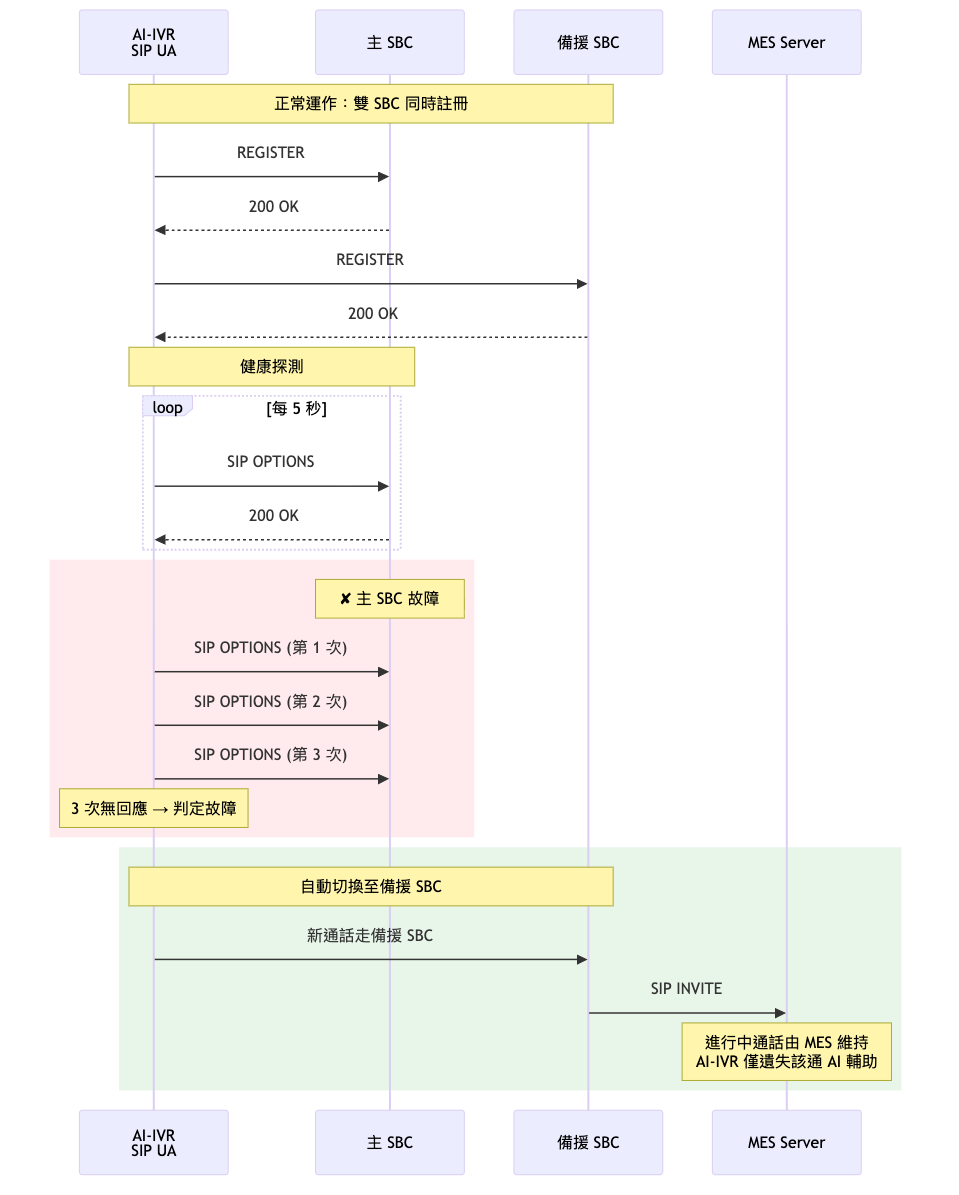 AI-IVR
SIP UA
主 SBC
備援 SBC
MES Server
正常運作：雙 SBC 同時註冊
REGISTER
200 OK
REGISTER
200 OK
健康探測
loop
[每 5 秒]
SIP OPTIONS
200 OK
✘ 主 SBC 故障
SIP OPTIONS (第 1 次)
SIP OPTIONS (第 2 次)
SIP OPTIONS (第 3 次)
3 次無回應 → 判定故障
自動切換至備援 SBC
新通話走備援 SBC
SIP INVITE
進行中通話由 MES 維持
AI-IVR 僅遺失該通 AI 輔助
AI-IVR
SIP UA
主 SBC
備援 SBC
MES Server